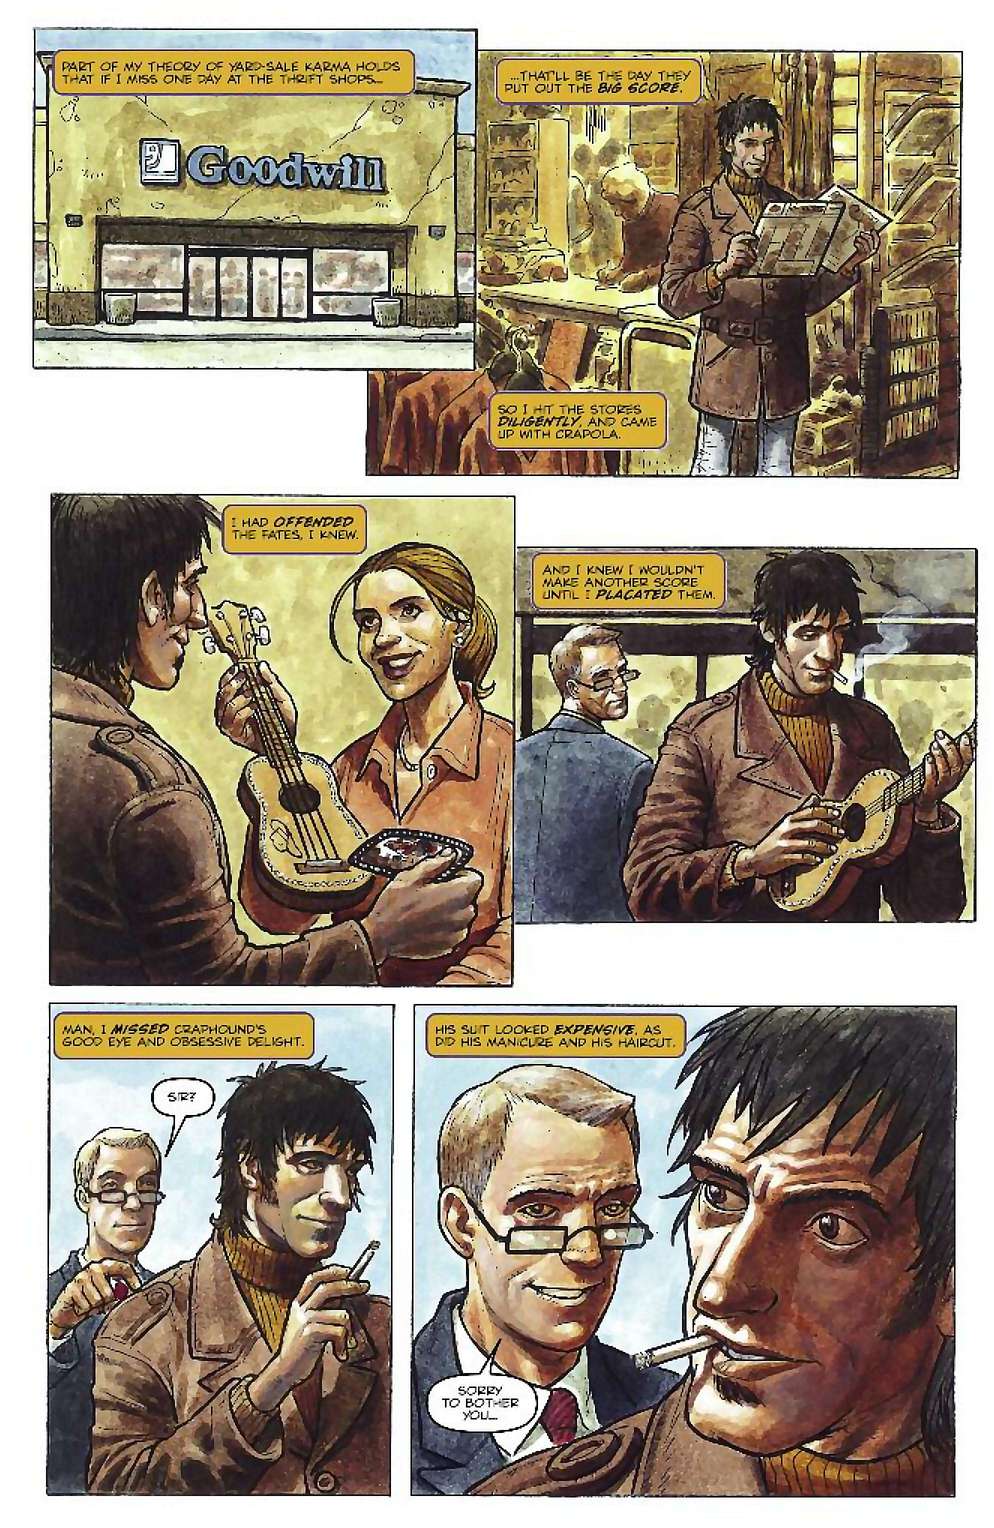 PART OF MY THEORY OF YARD-SALE KARMA HOLDS
THAT IF I MISS ONE DAY AT THE THRIFT SHOPS...
Goodwill
...THAT'LL BE THE DAY THEY
PUT OUT THE BIG SCORE.
SO I HIT THE STORES
DILIGENTLY, AND CAME
UP WITH CRAPOLA.
I HAD OFFENDED
THE FATES, I KNEW.
AND I KNEW I WOULDN'T
MAKE ANOTHER SCORE
UNTIL I PLACATED THEM.
MAN, I MISSED CRAPHOUND'S
GOOD EYE AND OBSESSIVE DELIGHT.
SIR?
HIS SUIT LOOKED EXPENSIVE, AS
DID HIS MANICURE AND HIS HAIRCUT.
SORRY
TO BOTHER
YOU...